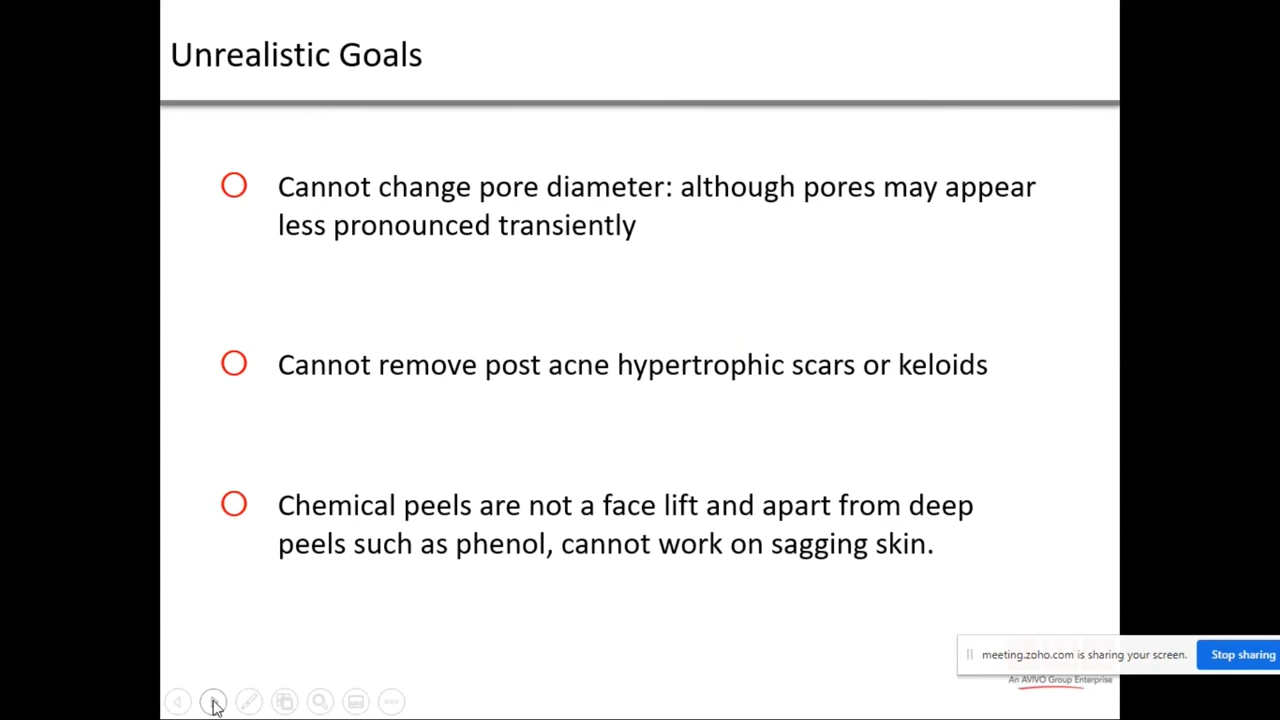 Unrealistic Goals
Cannot change pore diameter: although pores may appear
less pronounced transiently
Cannot remove post acne hypertrophic scars or keloids
Chemical peels are not a face lift and apart from deep
peels such as phenol, cannot work on sagging skin.
meeting.zoho.com is sharing your screen.
Stop sharing
An AVIVO Group Enterprise